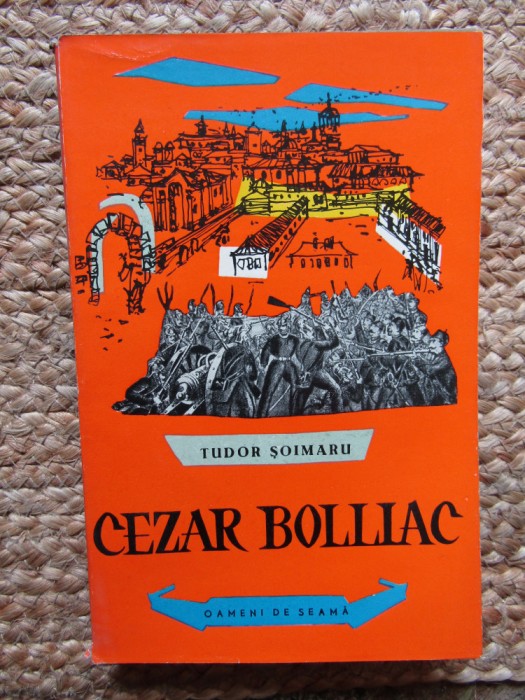 TUDOR ŞOIMARU
CEZAR BOLLIAC
OAMENI DE SEAMĂ